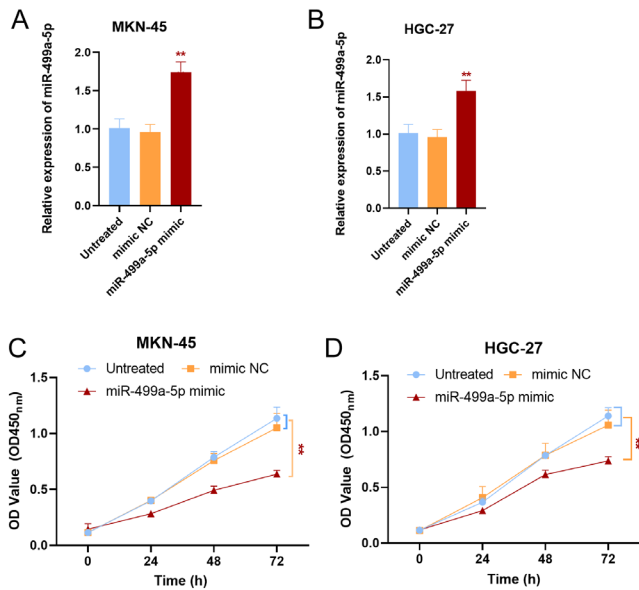 A
MKN-45
Relative expression of miR-499a-5p
2.0
1.5
1.0
0.5
0.0
**
Untreated
mimic NC
miR-499a-5p mimic
B
HGC-27
Relative expression of miR-499a-5p
2.0
1.5
1.0
0.5
0.0
**
Untreated
mimic NC
miR-499a-5p mimic
C
MKN-45
Untreated
mimic NC
miR-499a-5p mimic
OD Value (OD450nm)
1.5
1.0
0.5
0.0
**
0
24
48
72
Time (h)
D
HGC-27
Untreated
mimic NC
miR-499a-5p mimic
OD Value (OD450nm)
1.5
1.0
0.5
0.0
**
0
24
48
72
Time (h)